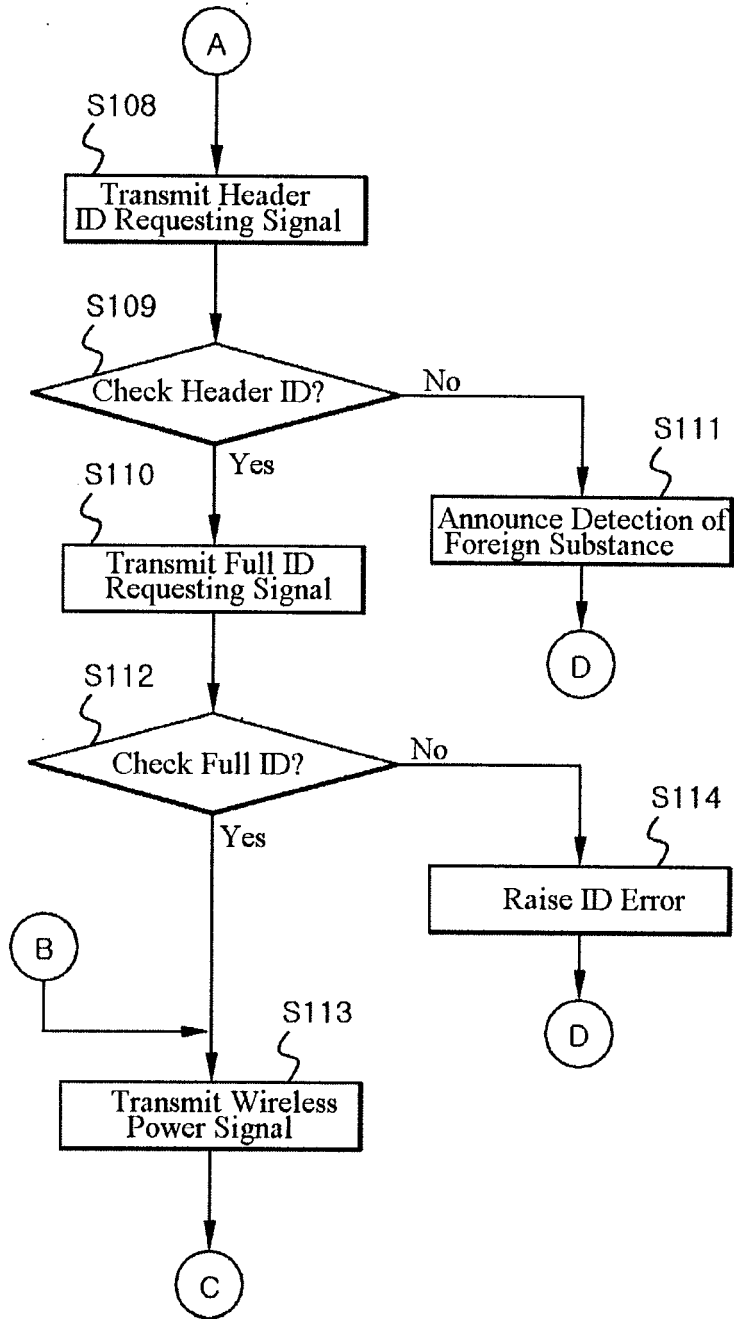 A
S108
Transmit Header
ID Requesting Signal
S109
Check Header ID?
No
Yes
S111
Announce Detection of
Foreign Substance
D
S110
Transmit Full ID
Requesting Signal
S112
Check Full ID?
No
Yes
S114
Raise ID Error
D
B
S113
Transmit Wireless
Power Signal
C